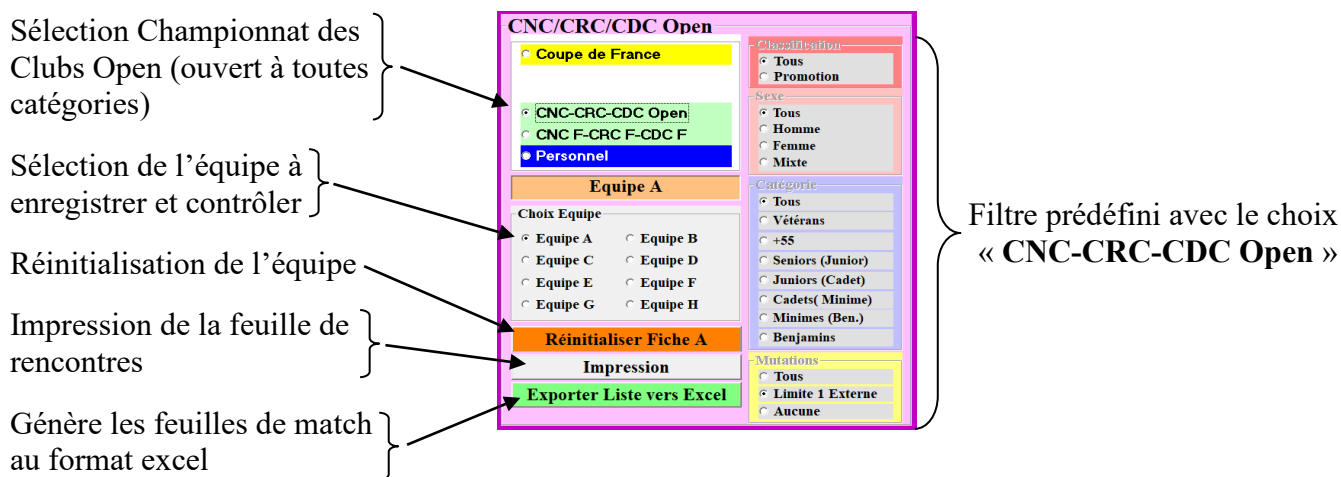 Sélection Championnat des
Clubs Open (ouvert à toutes
catégories)
Sélection de l’équipe à
enregistrer et contrôler
Réinitialisation de l’équipe
Impression de la feuille de
rencontres
Génère les feuilles de match
au format excel
CNC/CRC/CDC Open
Coupe de France
CNC-CRC-CDC Open
CNC F-CRC F-CDC F
Personnel
Equipe A
Choix Equipe
Equipe A Equipe B
Equipe C Equipe D
Equipe E Equipe F
Equipe G Equipe H
Réinitialiser Fiche A
Impression
Exporter Liste vers Excel
Classification
Tous
Promotion
Sexe
Tous
Homme
Femme
Mixte
Catégorie
Tous
Vétérans
+55
Seniors (Junior)
Juniors (Cadet)
Cadets( Minime)
Minimes (Ben.)
Benjamins
Mutations
Tous
Limite 1 Externe
Aucune
Filtre prédéfini avec le choix
« CNC-CRC-CDC Open »